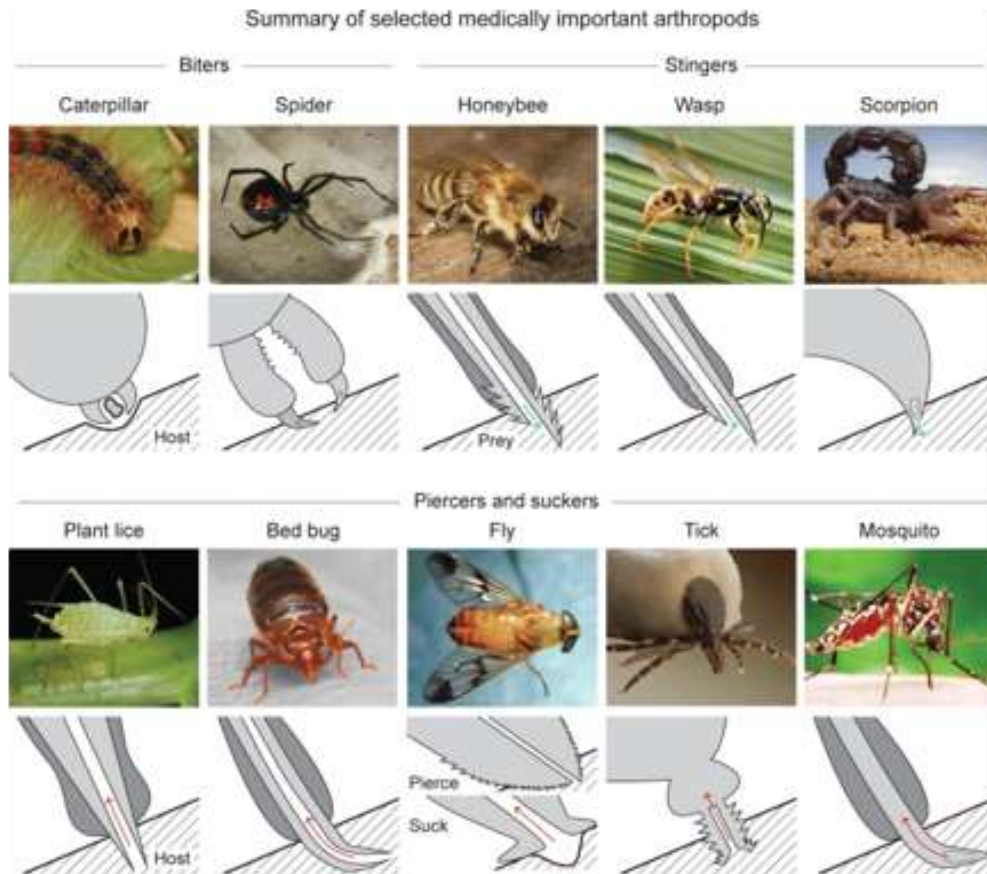 Summary of selected medically important arthropods
Biters
Stingers
Caterpillar
Spider
Honeybee
Wasp
Scorpion
Host
Prey
Piercers and suckers
Plant lice
Bed bug
Fly
Tick
Mosquito
Host
Pierce
Suck